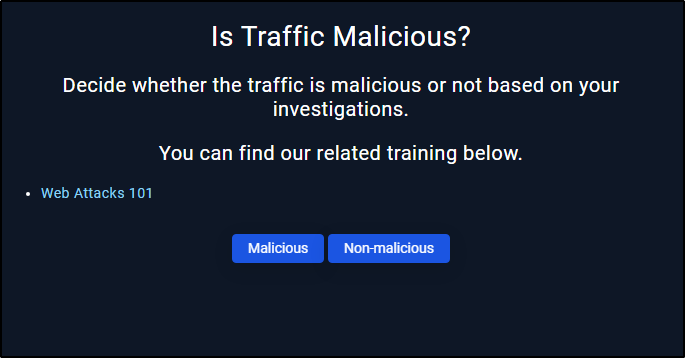 Is Traffic Malicious?
Decide whether the traffic is malicious or not based on your
investigations.
You can find our related training below.
• Web Attacks 101
Malicious Non-malicious